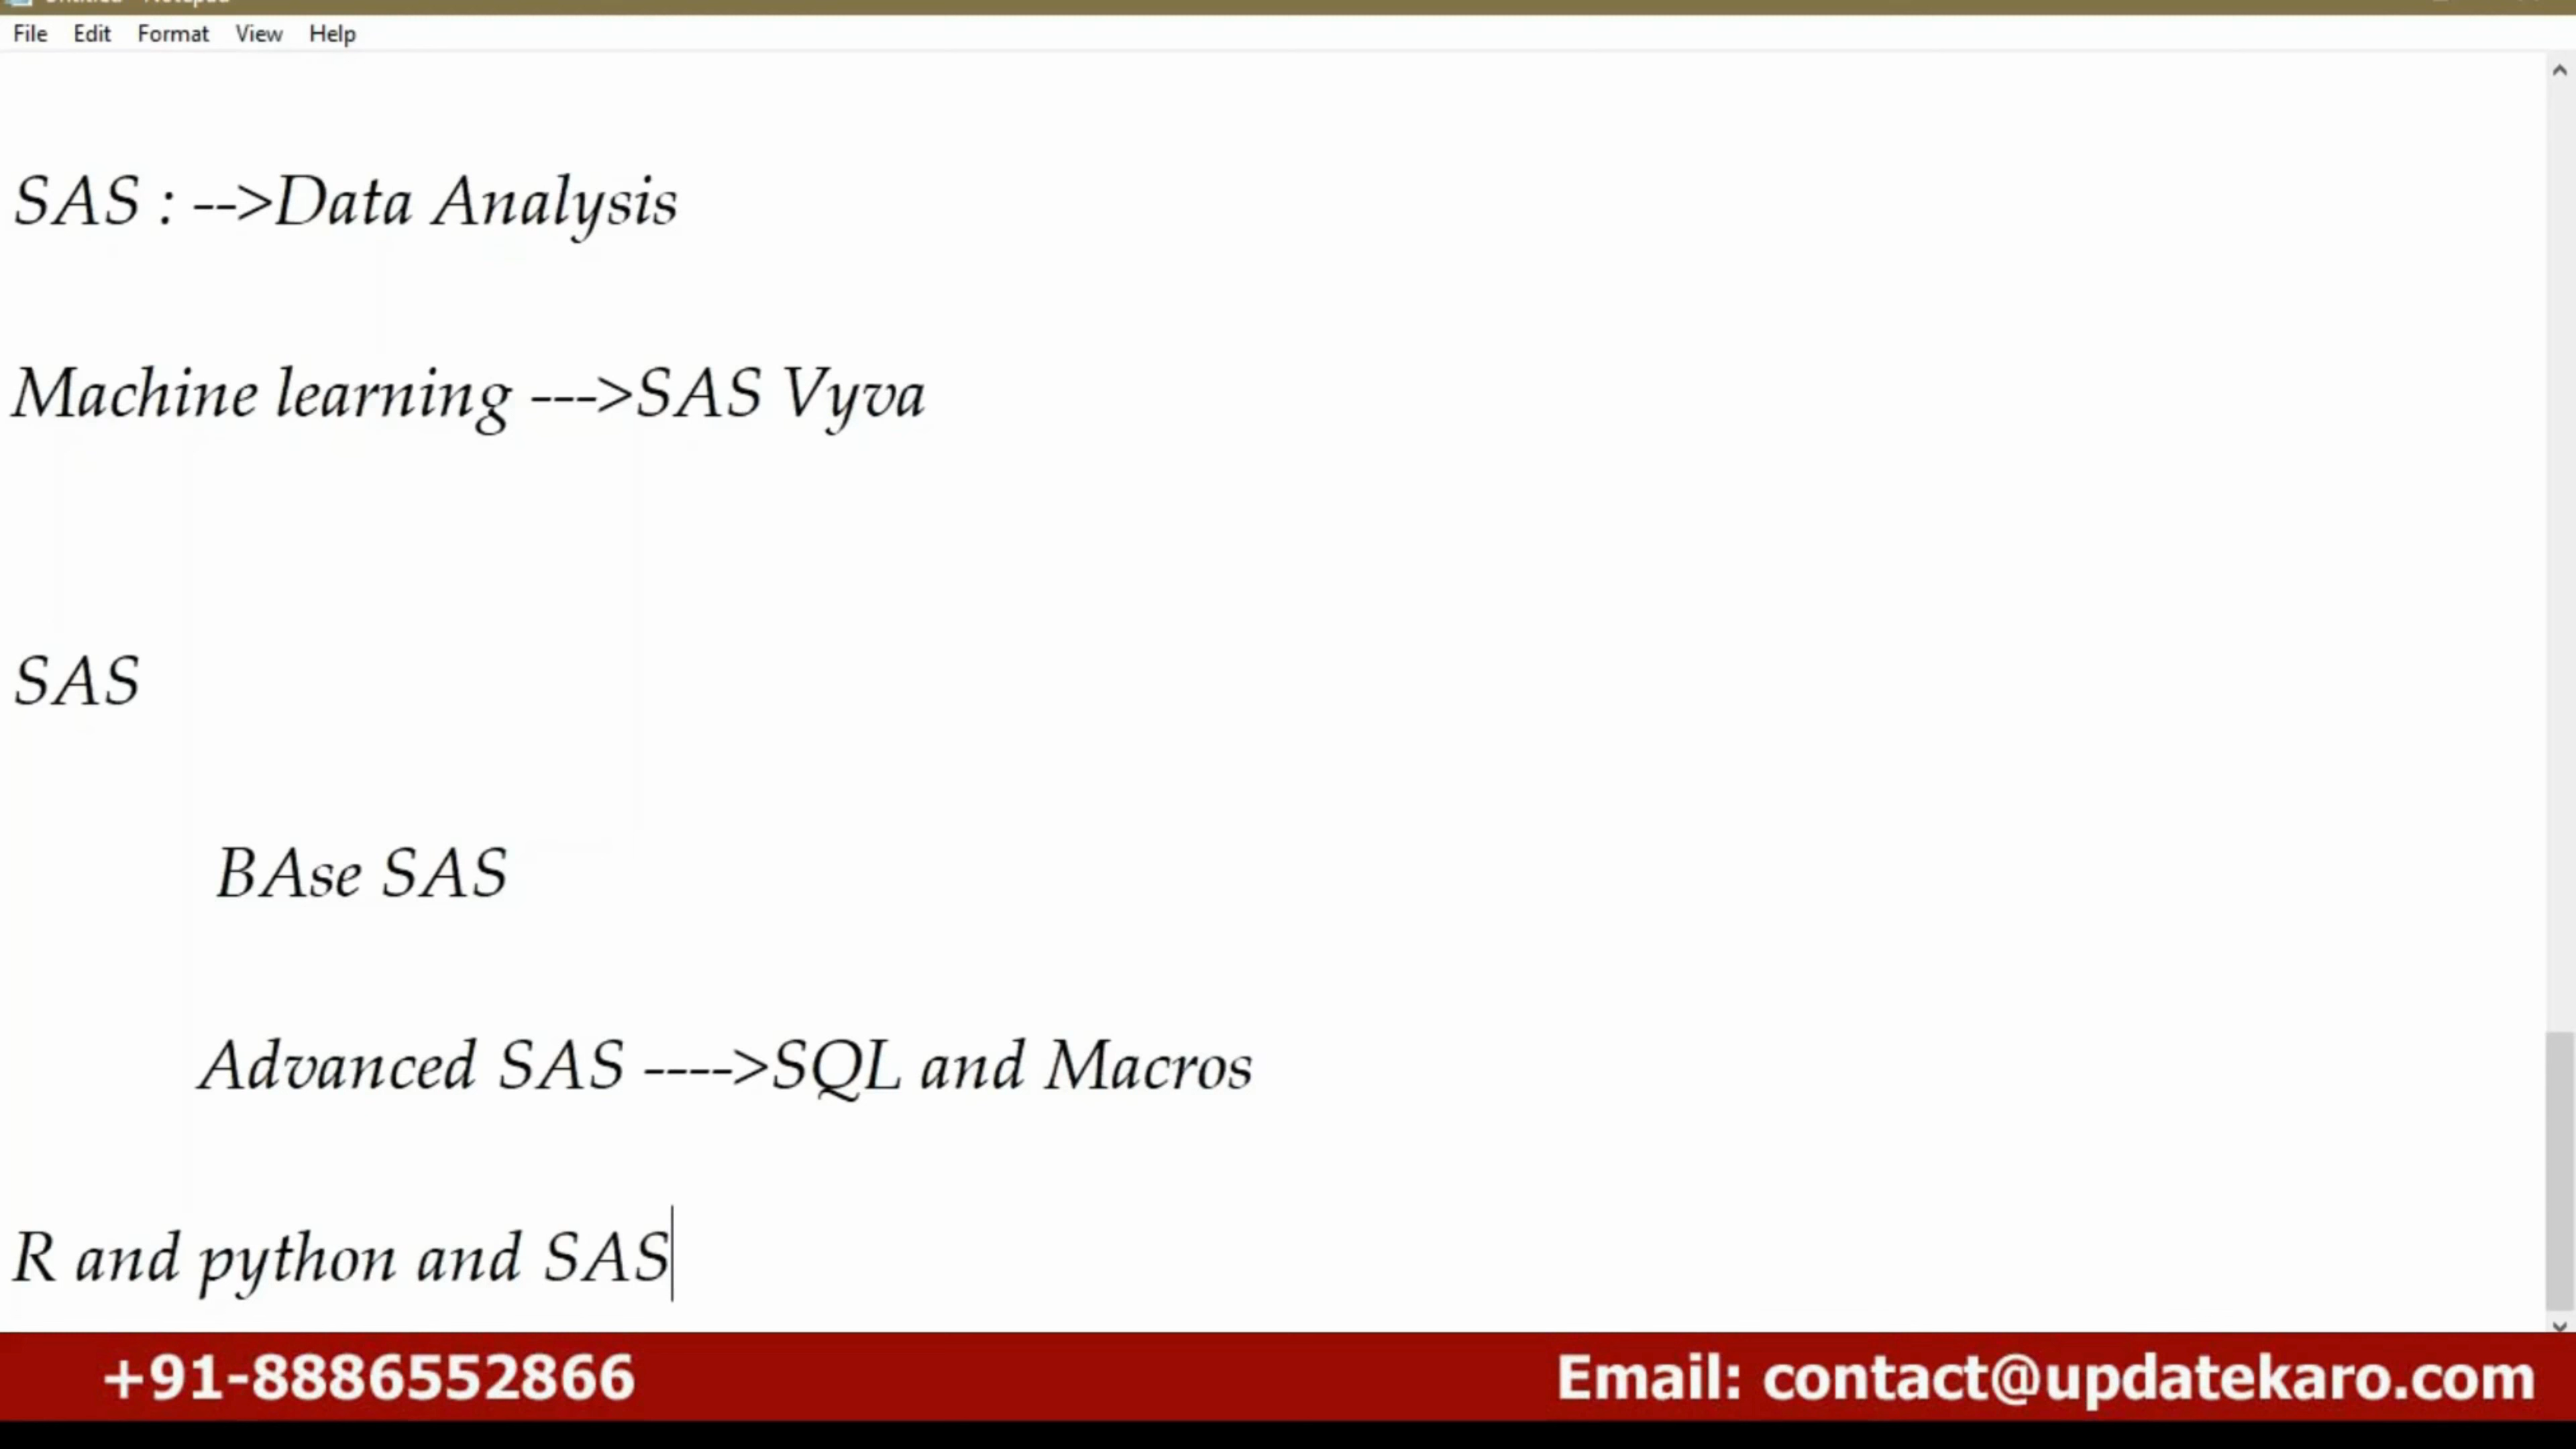 File Edit Format View Help
SAS : -->Data Analysis
Machine learning --->SAS Vyva
SAS
BAse SAS
Advanced SAS ---->SQL and Macros
R and python and SAS
+91-8886552866
Email: contact@updatekaro.com